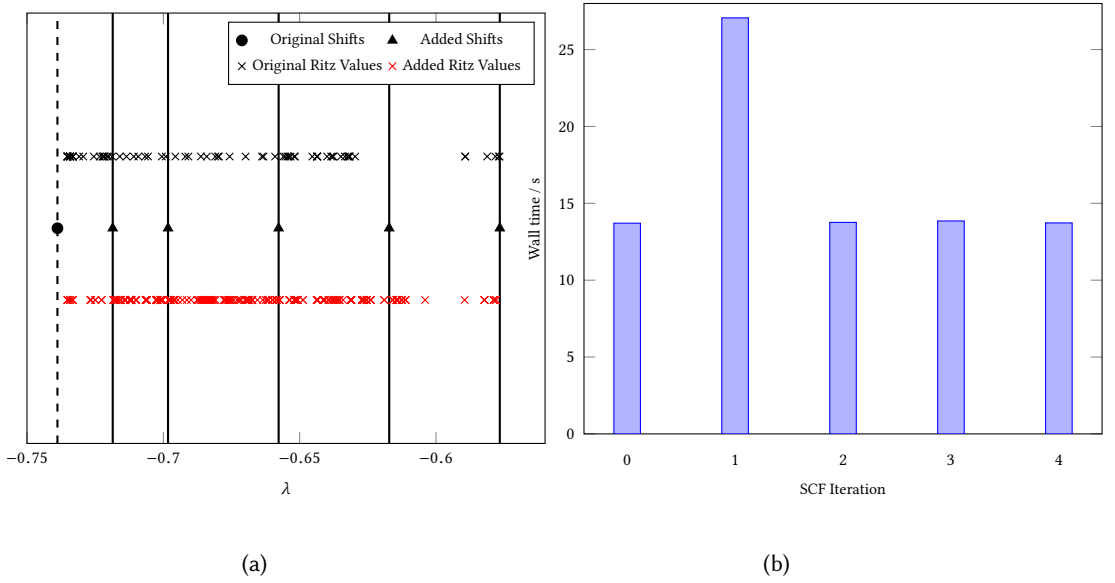 Original Shifts Added Shifts
Original Ritz Values Added Ritz Values
−0.75 −0.7 −0.65 −0.6
λ
(a)
Wall time / s
25
20
15
10
5
0
0 1 2 3 4
SCF Iteration
(b)